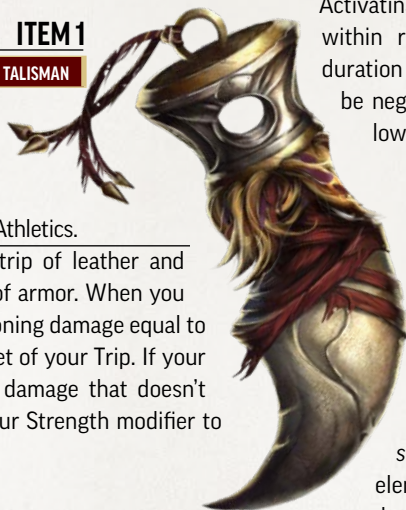 ITEM 1
TALISMAN
Athletics.
trip of leather and
of armor. When you
oning damage equal to
et of your Trip. If your
damage that doesn't
ur Strength modifier to
Activatin
within r
duration
be neg
low
s
elen